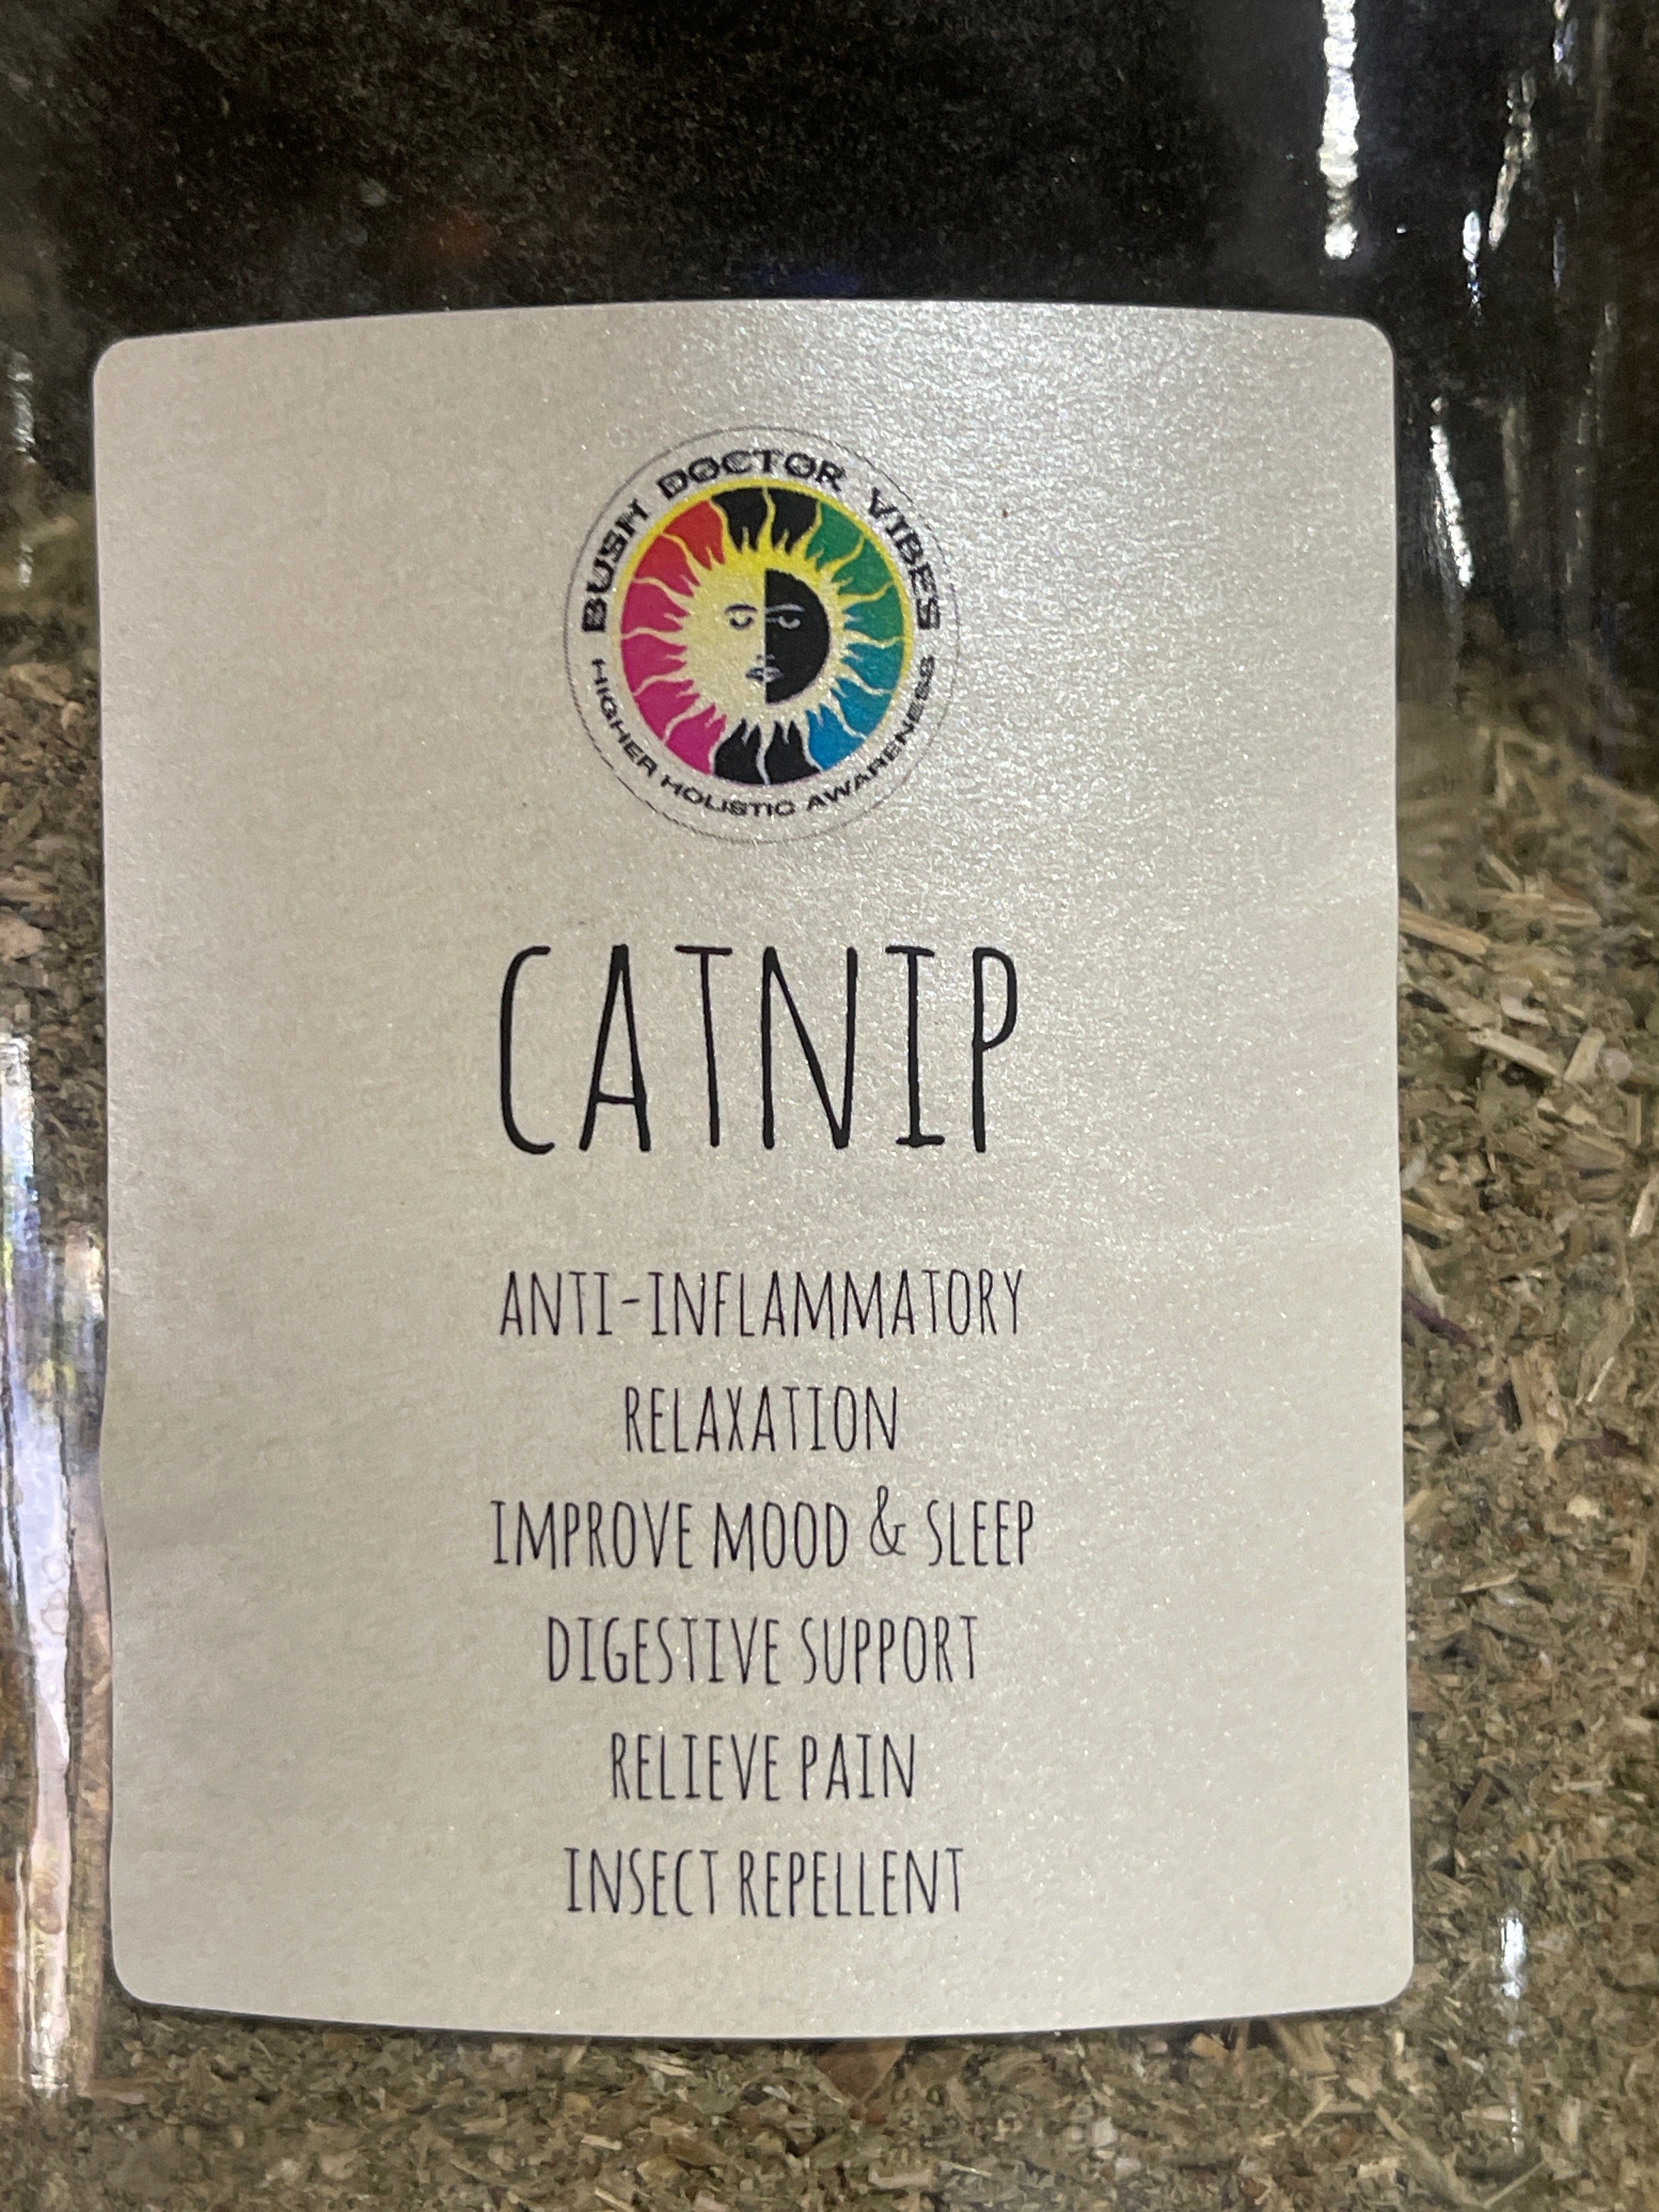 BUSH DOCTOR VIBES
HIGHER HOLISTIC AWARENESS
CATNIP
ANTI-INFLAMMATORY
RELAXATION
IMPROVE MOOD & SLEEP
DIGESTIVE SUPPORT
RELIEVE PAIN
INSECT REPELLENT